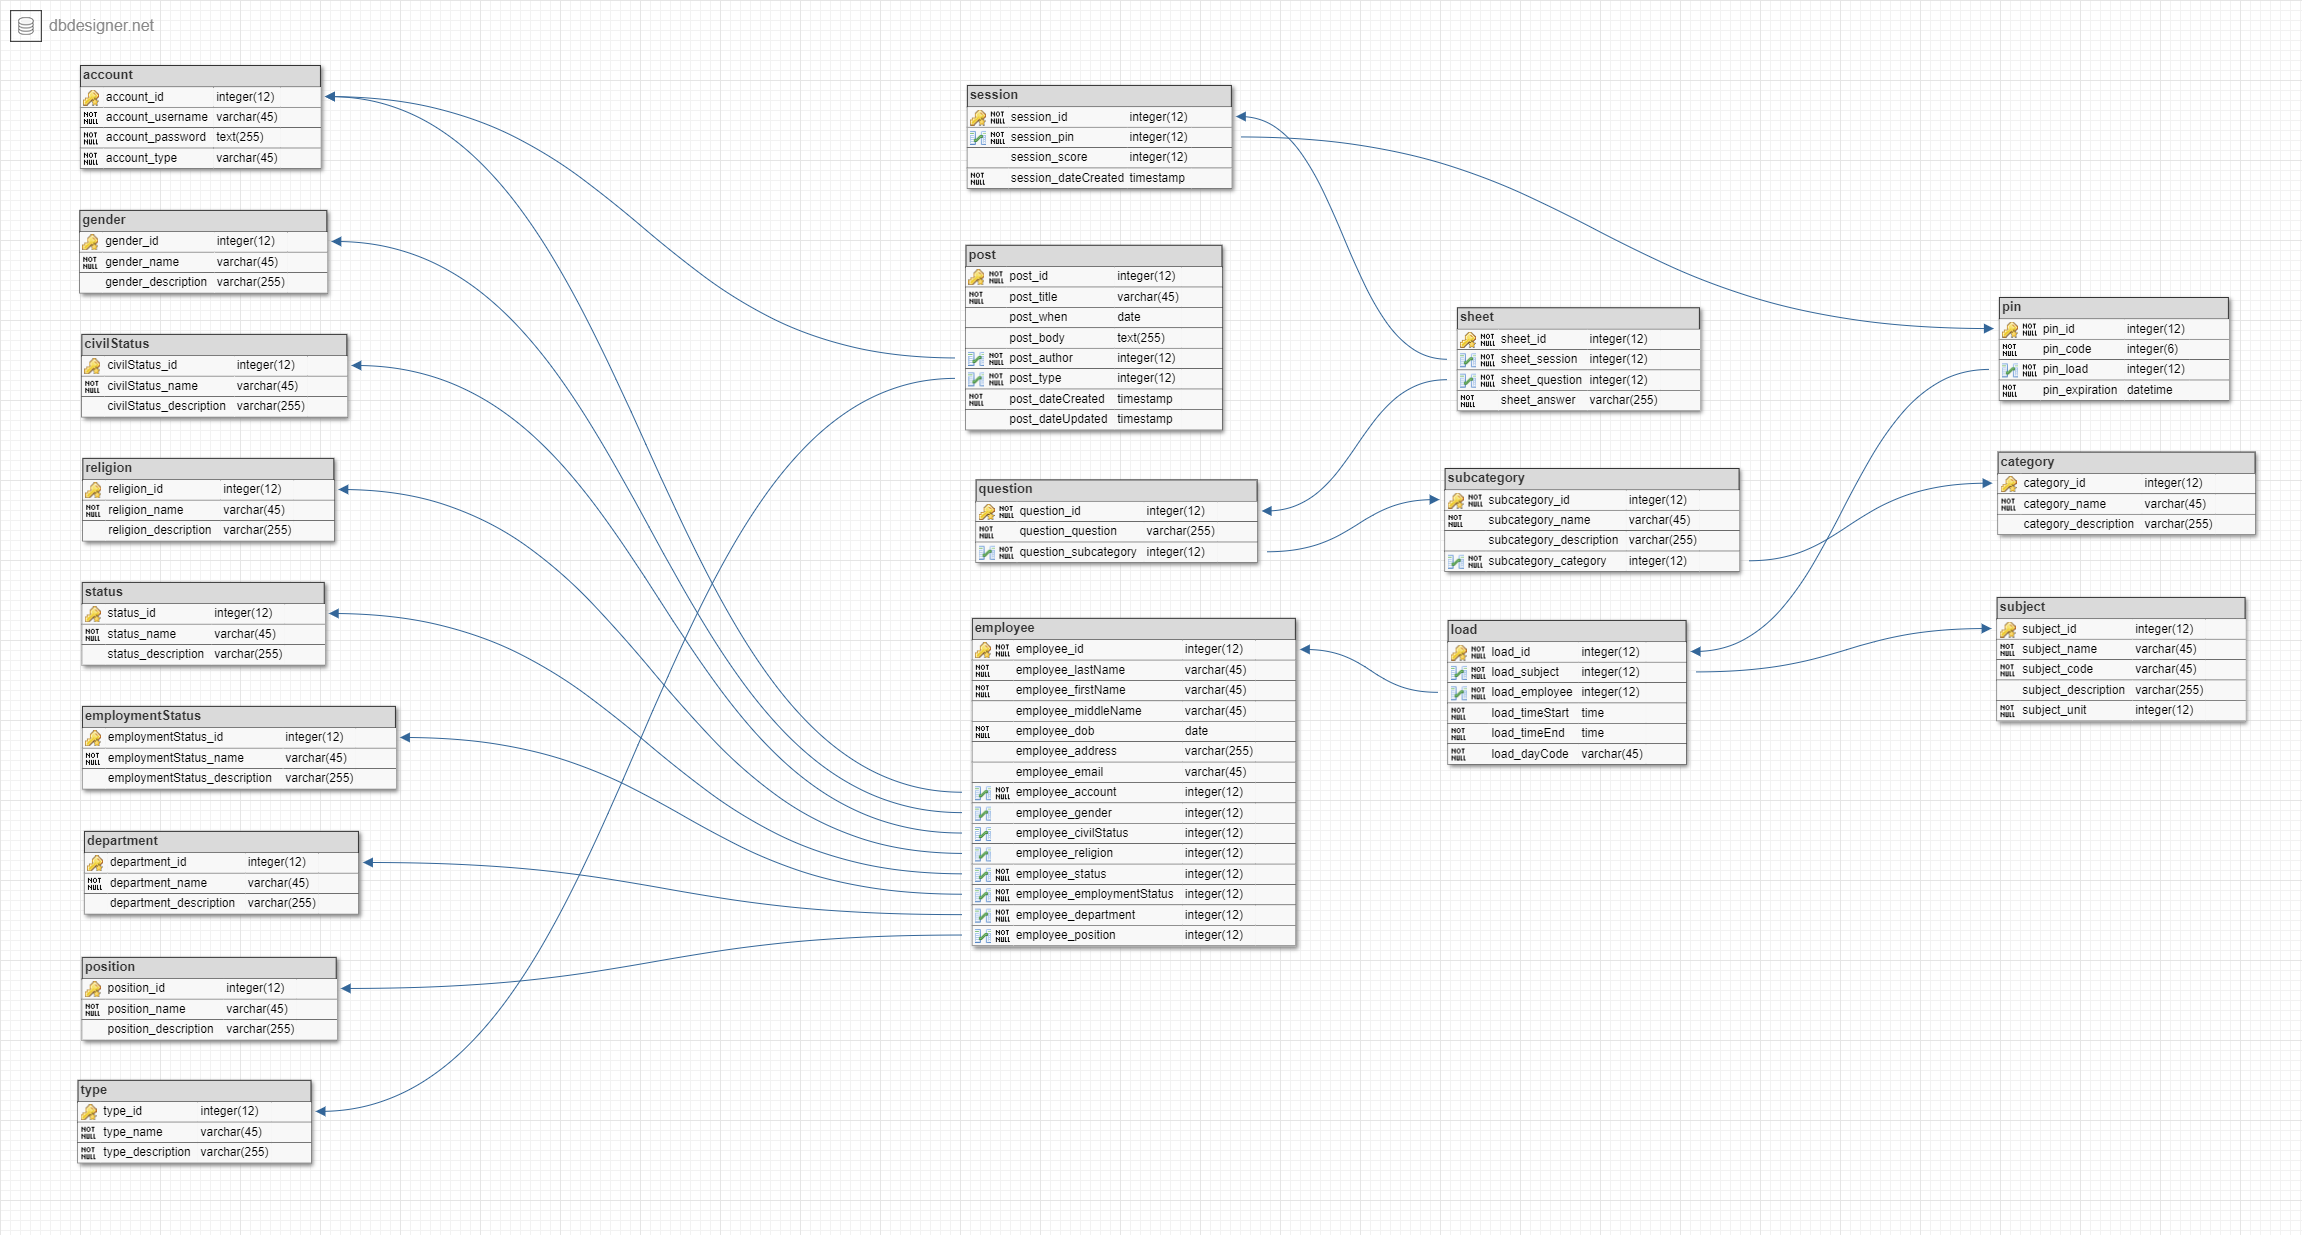 dbdesigner.net
account
account_id integer(12)
NOT NULL account_username varchar(45)
NOT NULL account_password text(255)
NOT NULL account_type varchar(45)
gender
gender_id integer(12)
NOT NULL gender_name varchar(45)
gender_description varchar(255)
civilStatus
civilStatus_id integer(12)
NOT NULL civilStatus_name varchar(45)
civilStatus_description varchar(255)
religion
religion_id integer(12)
NOT NULL religion_name varchar(45)
religion_description varchar(255)
status
status_id integer(12)
NOT NULL status_name varchar(45)
status_description varchar(255)
employmentStatus
employmentStatus_id integer(12)
NOT NULL employmentStatus_name varchar(45)
employmentStatus_description varchar(255)
department
department_id integer(12)
NOT NULL department_name varchar(45)
department_description varchar(255)
position
position_id integer(12)
NOT NULL position_name varchar(45)
position_description varchar(255)
type
type_id integer(12)
NOT NULL type_name varchar(45)
NOT NULL type_description varchar(255)
session
NOT NULL session_id integer(12)
NOT NULL session_pin integer(12)
session_score integer(12)
NOT NULL session_dateCreated timestamp
post
NOT NULL post_id integer(12)
NOT NULL post_title varchar(45)
post_when date
post_body text(255)
NOT NULL post_author integer(12)
NOT NULL post_type integer(12)
NOT NULL post_dateCreated timestamp
post_dateUpdated timestamp
question
NOT NULL question_id integer(12)
NOT NULL question_question varchar(255)
NOT NULL question_subcategory integer(12)
employee
NOT NULL employee_id integer(12)
NOT NULL employee_lastName varchar(45)
NOT NULL employee_firstName varchar(45)
employee_middleName varchar(45)
NOT NULL employee_dob date
employee_address varchar(255)
employee_email varchar(45)
NOT NULL employee_account integer(12)
employee_gender integer(12)
employee_civilStatus integer(12)
employee_religion integer(12)
NOT NULL employee_status integer(12)
NOT NULL employee_employmentStatus integer(12)
NOT NULL employee_department integer(12)
NOT NULL employee_position integer(12)
sheet
NOT NULL sheet_id integer(12)
NOT NULL sheet_session integer(12)
NOT NULL sheet_question integer(12)
NOT NULL sheet_answer varchar(255)
subcategory
NOT NULL subcategory_id integer(12)
NOT NULL subcategory_name varchar(45)
subcategory_description varchar(255)
NOT NULL subcategory_category integer(12)
load
NOT NULL load_id integer(12)
NOT NULL load_subject integer(12)
NOT NULL load_employee integer(12)
NOT NULL load_timeStart time
NOT NULL load_timeEnd time
NOT NULL load_dayCode varchar(45)
pin
NOT NULL pin_id integer(12)
NOT NULL pin_code integer(6)
NOT NULL pin_load integer(12)
NOT NULL pin_expiration datetime
category
category_id integer(12)
NOT NULL category_name varchar(45)
category_description varchar(255)
subject
subject_id integer(12)
NOT NULL subject_name varchar(45)
NOT NULL subject_code varchar(45)
subject_description varchar(255)
NOT NULL subject_unit integer(12)